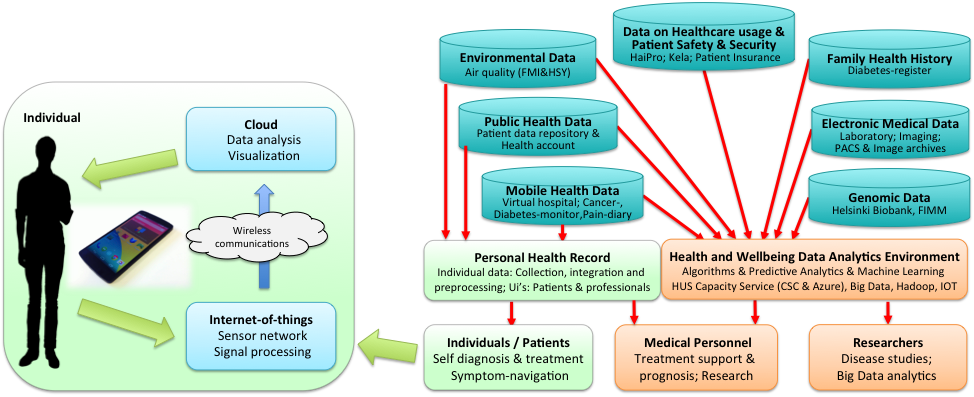 Individual
Cloud
Data analysis
Visualization
Wireless
communications
Internet-of-things
Sensor network
Signal processing
Environmental Data
Air quality (FMI&HSY)
Data on Healthcare usage &
Patient Safety & Security
HaiPro; Kela; Patient Insurance
Family Health History
Diabetes-register
Public Health Data
Patient data repository &
Health account
Electronic Medical Data
Laboratory; Imaging;
PACS & Image archives
Mobile Health Data
Virtual hospital; Cancer-,
Diabetes-monitor,Pain-diary
Genomic Data
Helsinki Biobank, FIMM
Personal Health Record
Individual data: Collection, integration and
preprocessing; Ui's: Patients & professionals
Health and Wellbeing Data Analytics Environment
Algorithms & Predictive Analytics & Machine Learning
HUS Capacity Service (CSC & Azure), Big Data, Hadoop, IOT
Individuals / Patients
Self diagnosis & treatment
Symptom-navigation
Medical Personnel
Treatment support &
prognosis; Research
Researchers
Disease studies;
Big Data analytics